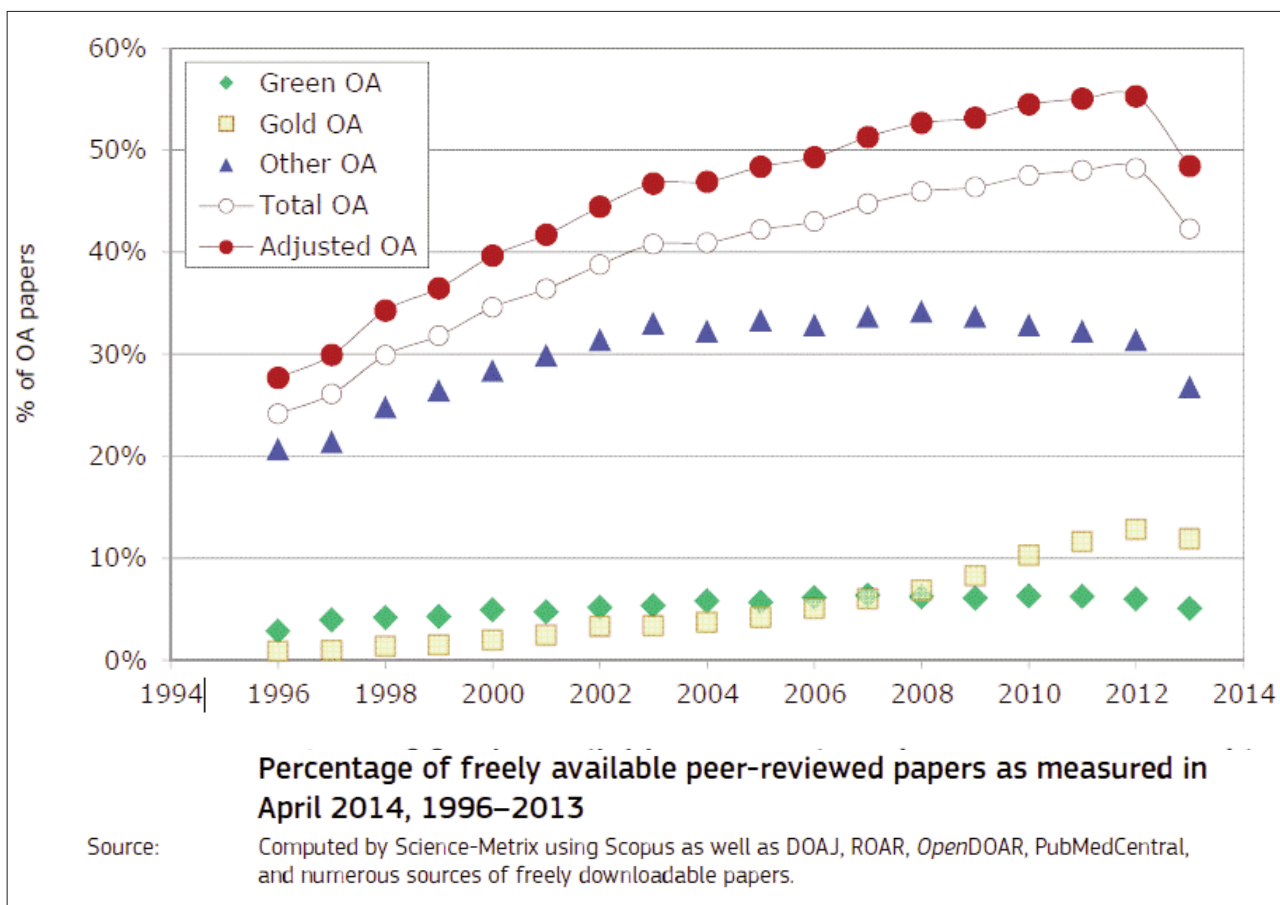 60%
50%
40%
30%
20%
10%
0%
% of OA papers
Green OA
Gold OA
Other OA
Total OA
Adjusted OA
1994 1996 1998 2000 2002 2004 2006 2008 2010 2012 2014
Percentage of freely available peer-reviewed papers as measured in
April 2014, 1996–2013
Source: Computed by Science-Metrix using Scopus as well as DOAJ, ROAR, OpenDOAR, PubMedCentral,
and numerous sources of freely downloadable papers.